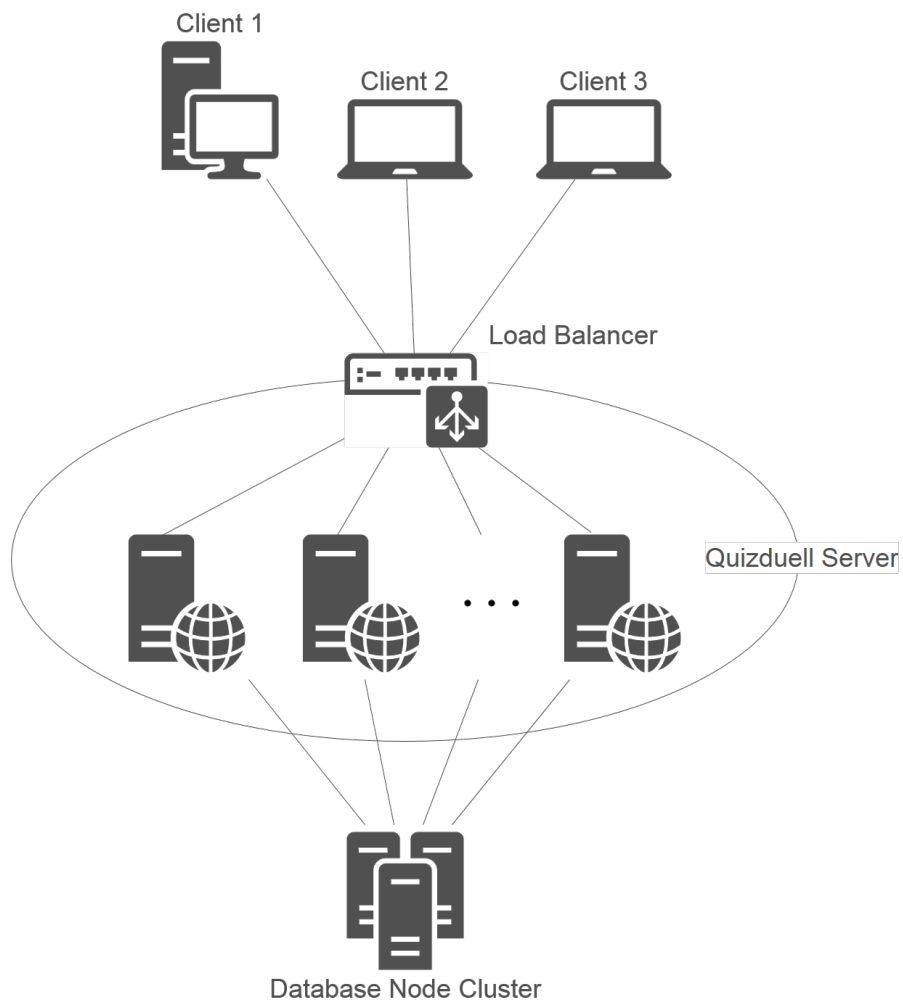 Client 1
Client 2
Client 3
Load Balancer
Quizduell Server
Database Node Cluster